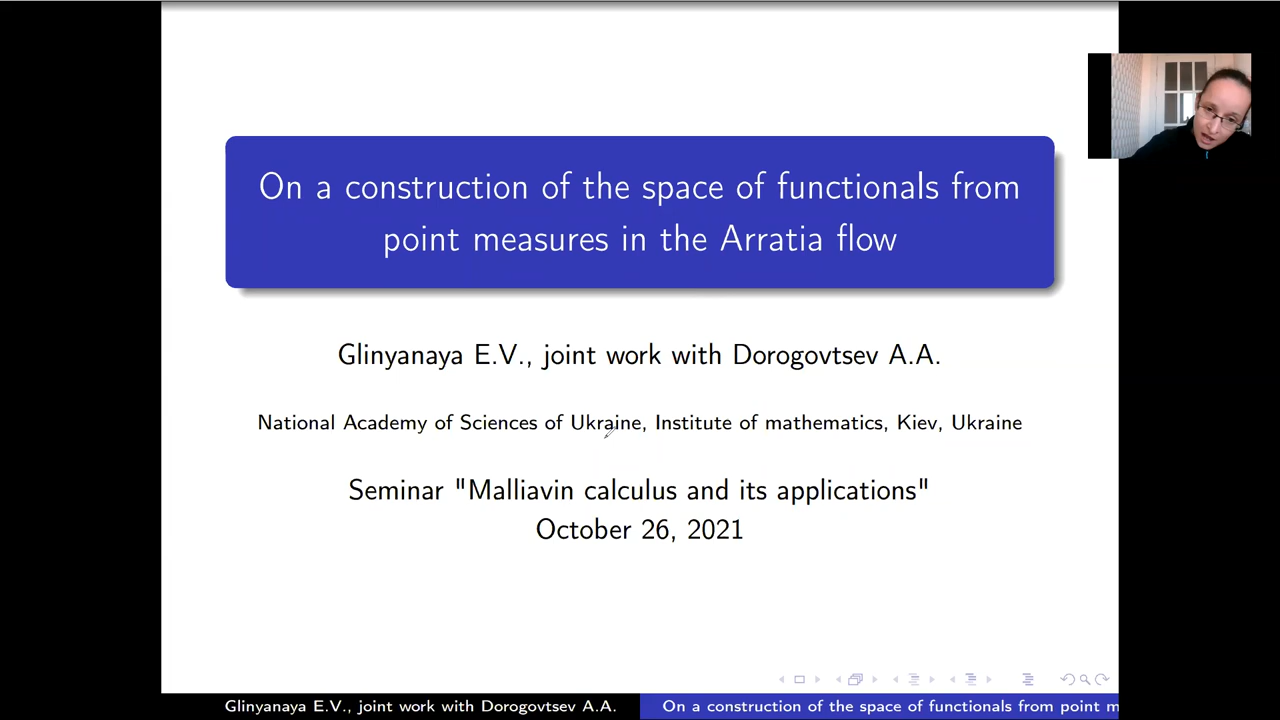 On a construction of the space of functionals from
point measures in the Arratia flow
Glinyanaya E.V., joint work with Dorogovtsev A.A.
National Academy of Sciences of Ukraine, Institute of mathematics, Kiev, Ukraine
Seminar "Malliavin calculus and its applications"
October 26, 2021
Glinyanaya E.V., joint work with Dorogovtsev A.A.
On a construction of the space of functionals from point m